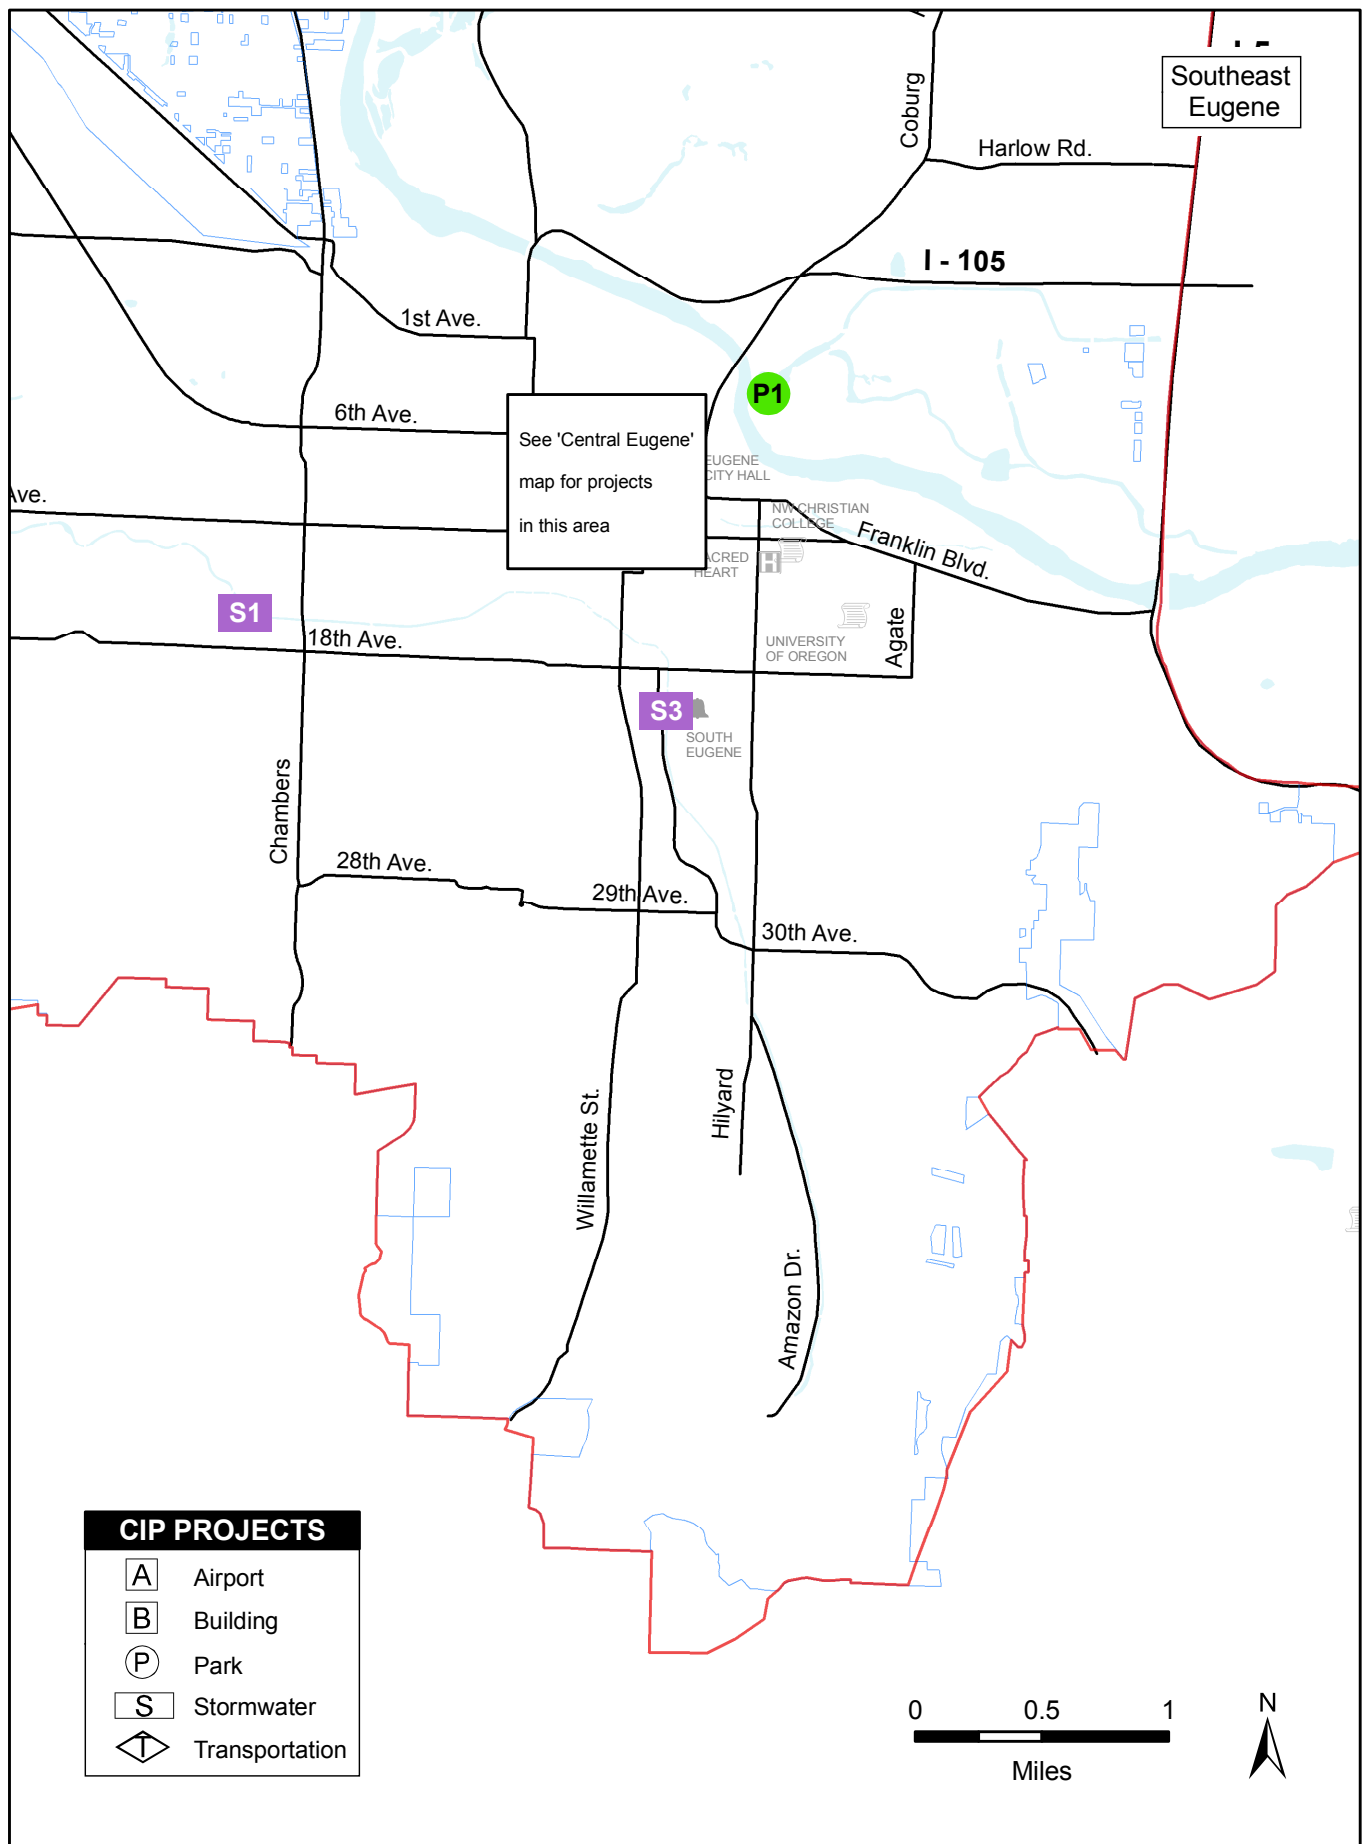 Southeast
Eugene
Coburg
Harlow Rd.
I - 105
1st Ave.
6th Ave.
P1
See 'Central Eugene'
map for projects
in this area
EUGENE
CITY HALL
Ave.
NW CHRISTIAN
COLLEGE
Franklin Blvd.
HEART
H
S1
18th Ave.
UNIVERSITY
OF OREGON
Agate
S3
SOUTH
EUGENE
Chambers
28th Ave.
29th Ave.
30th Ave.
Willamette St.
Hilyard
Amazon Dr.
CIP PROJECTS
A Airport
B Building
P Park
S Stormwater
T Transportation
0 0.5 1
Miles
N